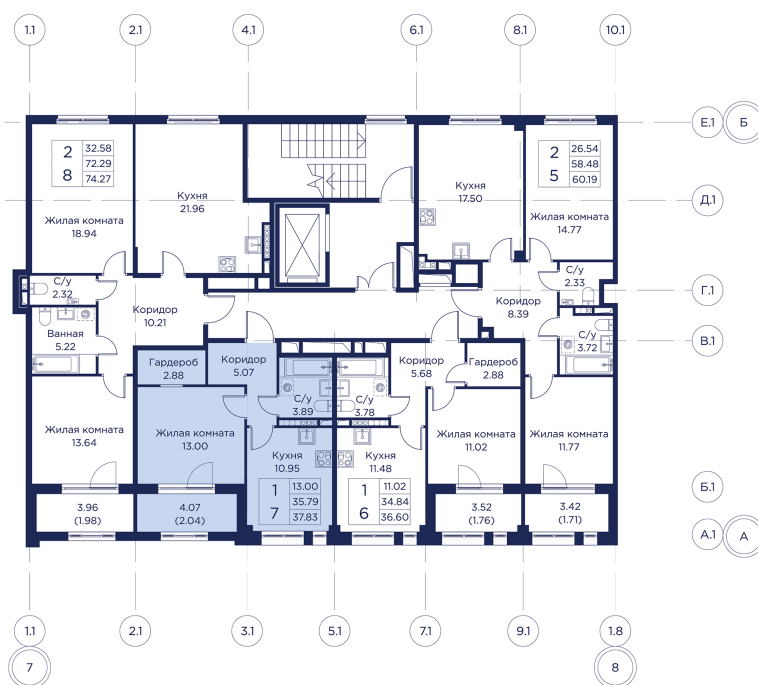 1.1
2.1
4.1
6.1
8.1
10.1
Е.1
Б
2
8
32.58
72.29
74.27
Кухня
21.96
Кухня
17.50
2
5
26.54
58.48
60.19
Жилая комната
18.94
Жилая комната
14.77
Д.1
С/у
2.32
Коридор
10.21
С/у
2.33
Коридор
8.39
Г.1
Ванная
5.22
С/у
3.72
В.1
Гардероб
2.88
Коридор
5.07
Коридор
5.68
Гардероб
2.88
С/у
3.89
С/у
3.78
Жилая комната
13.64
Жилая комната
13.00
Кухня
10.95
Кухня
11.48
Жилая комната
11.02
Жилая комната
11.77
1
7
13.00
35.79
37.83
1
6
11.02
34.84
36.60
Б.1
3.96
(1.98)
4.07
(2.04)
3.52
(1.76)
3.42
(1.71)
А.1
А
1.1
2.1
3.1
5.1
7.1
9.1
1.8
7
8